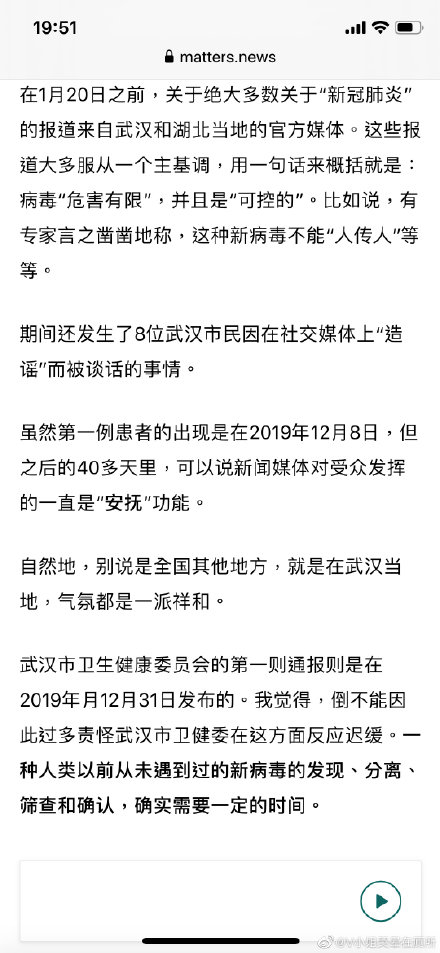 19:51
matters.news
在1月20日之前，关于绝大多数关于“新冠肺炎”
的报道来自武汉和湖北当地的官方媒体。这些报
道大多服从一个主基调，用一句话来概括就是：
病毒“危害有限”，并且是“可控的”。比如说，有
专家言之凿凿地称，这种新病毒不能“人传人”等
等。
期间还发生了8位武汉市民因在社交媒体上“造
谣”而被谈话的事情。
虽然第一例患者的出现是在2019年12月8日，但
之后的40多天里，可以说新闻媒体对受众发挥
的一直是“安抚”功能。
自然地，别说是全国其他地方，就是在武汉当
地，气氛都是一派祥和。
武汉市卫生健康委员会的第一则通报则是在
2019年月12月31日发布的。我觉得，倒不能因
此过多责怪武汉市卫健委在这方面反应迟缓。一
种人类以前从未遇到过的新病毒的发现、分离、
筛查和确认，确实需要一定的时间。